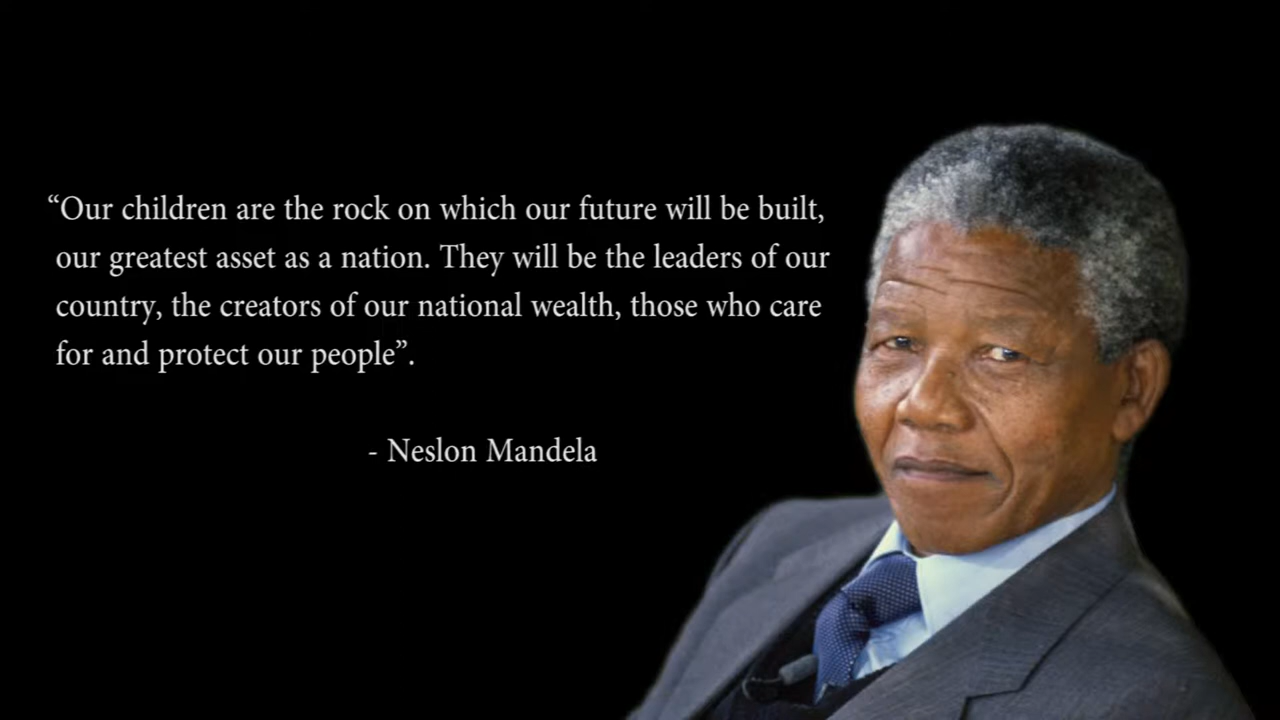 “Our children are the rock on which our future will be built,
our greatest asset as a nation. They will be the leaders of our
country, the creators of our national wealth, those who care
for and protect our people”.
- Neslon Mandela